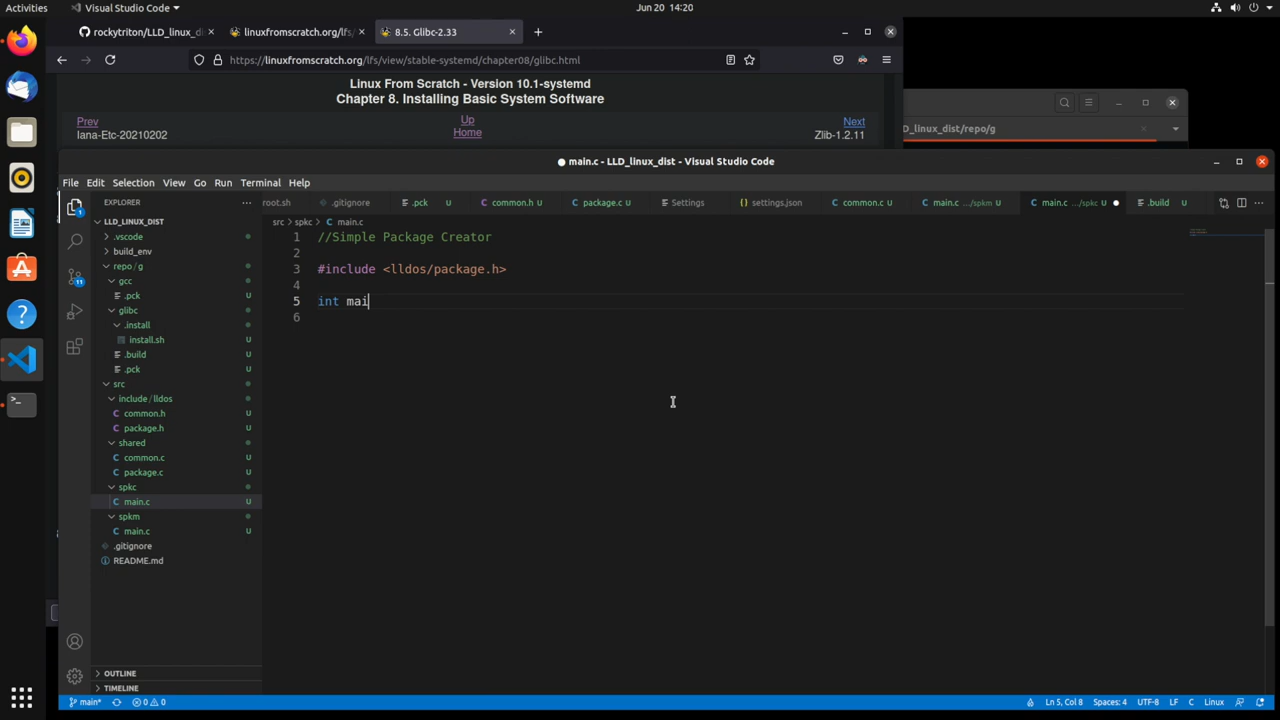 Activities
Visual Studio Code
Jun 20 14:20
rockytriton/LLD_linux_di
linuxfromscratch.org/lfs/
8.5. Glibc-2.33
https://linuxfromscratch.org/lfs/view/stable-systemd/chapter08/glibc.html
Linux From Scratch - Version 10.1-systemd
Chapter 8. Installing Basic System Software
Prev
Up
Next
Iana-Etc-20210202
Home
Zlib-1.2.11
D_linux_dist/repo/g
● main.c - LLD_linux_dist - Visual Studio Code
File Edit Selection View Go Run Terminal Help
EXPLORER
root.sh .gitignore .pck U common.h U package.c U Settings settings.json common.c U main.c .../spkm U main.c .../spkc U .build U
LLD_LINUX_DIST
src > spkc > C main.c
.vscode
build_env
repo / g
gcc
.pck U
glibc
.install
install.sh U
.build U
.pck U
src
include / lldos
common.h U
package.h U
shared
common.c U
package.c U
spkc
main.c U
spkm
main.c U
.gitignore
README.md
OUTLINE
TIMELINE
1 //Simple Package Creator
2
3 #include <lldos/package.h>
4
5 int mai
6
main* 0 0
Ln 5, Col 8 Spaces: 4 UTF-8 LF C Linux